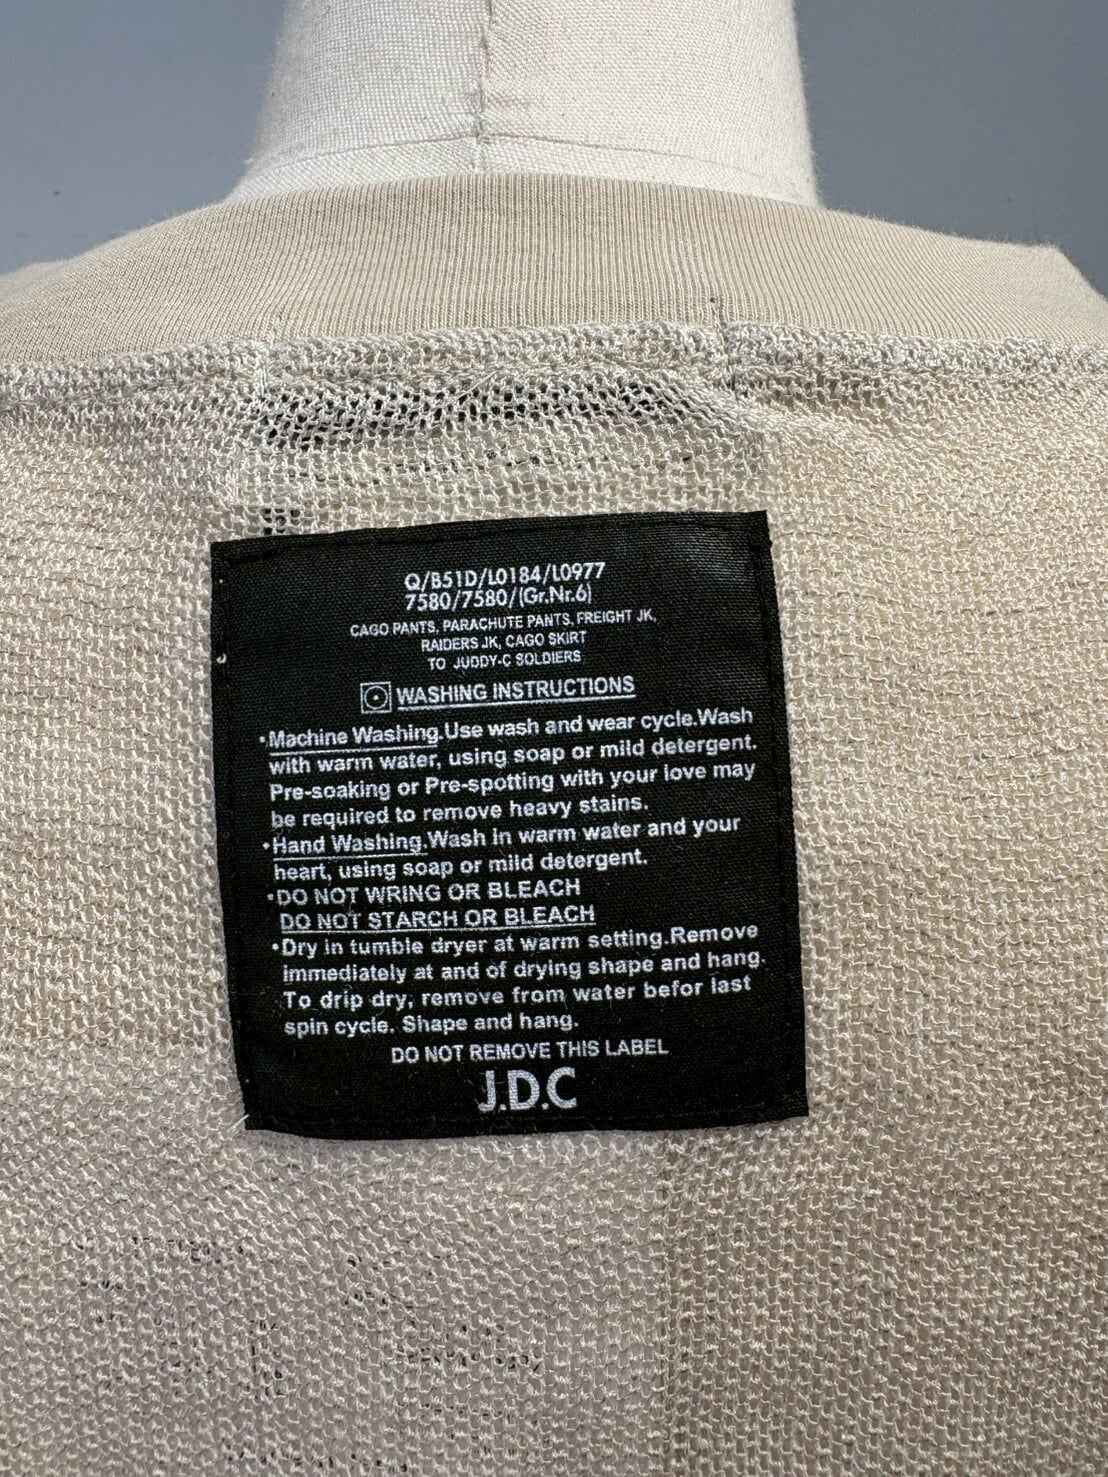 Q/B51D/L0184/L0977
7580/7580/(Gr.Nr.6)
CAGO PANTS, PARACHUTE PANTS, FREIGHT JK,
RAIDERS JK, CAGO SKIRT
TO JUDDY-C SOLDIERS
WASHING INSTRUCTIONS
•Machine Washing.Use wash and wear cycle.Wash
with warm water, using soap or mild detergent.
Pre-soaking or Pre-spotting with your love may
be required to remove heavy stains.
•Hand Washing.Wash in warm water and your
heart, using soap or mild detergent.
•DO NOT WRING OR BLEACH
DO NOT STARCH OR BLEACH
•Dry in tumble dryer at warm setting.Remove
immediately at and of drying shape and hang.
To drip dry, remove from water befor last
spin cycle. Shape and hang.
DO NOT REMOVE THIS LABEL
J.D.C